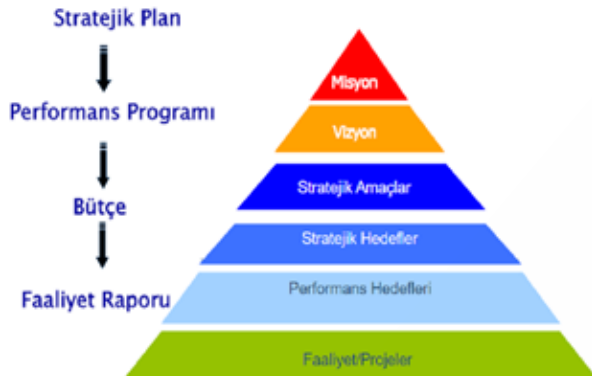 Stratejik Plan
Performans Programı
Bütçe
Faaliyet Raporu
Misyon
Vizyon
Stratejik Amaçlar
Stratejik Hedefler
Performans Hedefleri
Faaliyet/Projeler